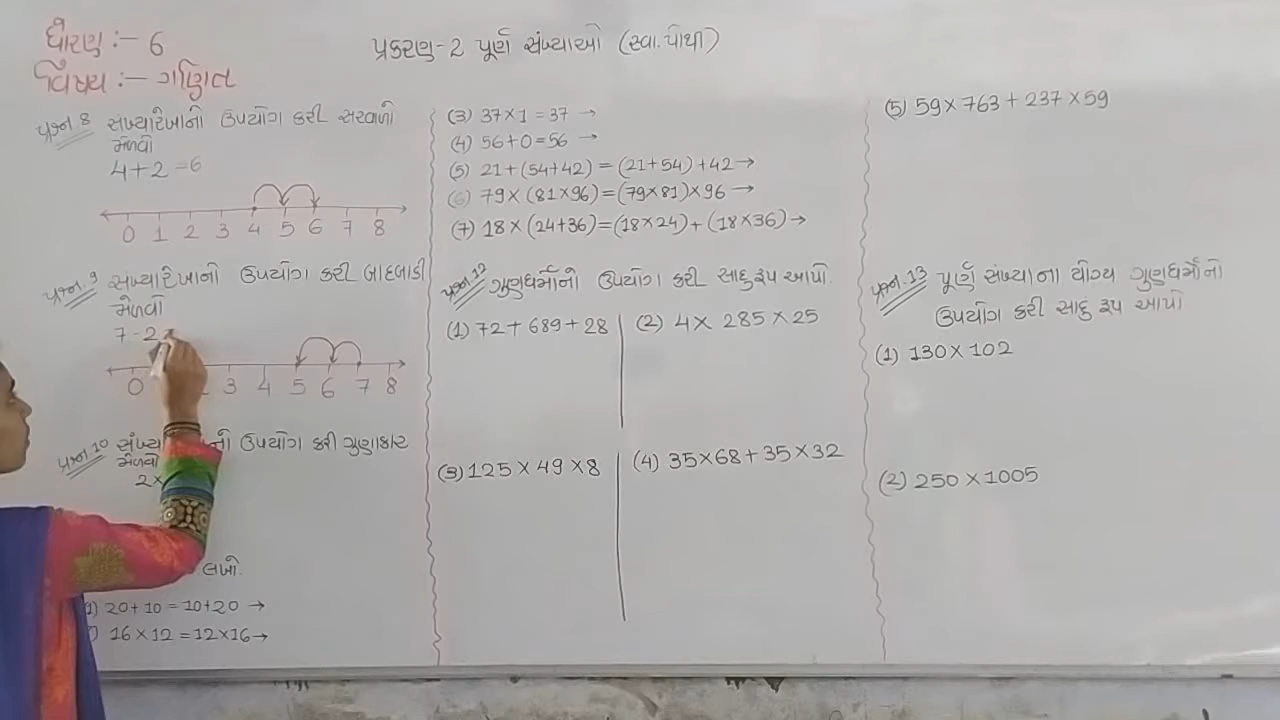 ધોરણ :- 6
વિષય :- ગણિત
પ્રકરણ-2 પૂર્ણ સંખ્યાઓ (સ્વા.પોથી)
પ્રશ્ન 8 સંખ્યારેખાનો ઉપયોગ કરી સરવાળો
મેળવો
4+2=6
0 1 2 3 4 5 6 7 8
પ્રશ્ન.9 સંખ્યારેખાનો ઉપયોગ કરી બાદબાકી
મેળવો
7-2
0 3 4 5 6 7 8
પ્રશ્ન 10 ઉપયોગ કરી ગુણાકાર
મેળવો
2×
લખો.
20+10=10+20 →
16×12=12×16→
(3) 37×1=37 →
(4) 56+0=56 →
(5) 21+(54+42)=(21+54)+42→
(6) 79×(81×96)=(79×81)×96 →
(7) 18×(24+36)=(18×24)+(18×36)→
પ્રશ્ન.12 ગુણધર્મોનો ઉપયોગ કરી સાદુ રૂપ આપો.
(1) 72+689+28 (2) 4× 285×25
(3) 125×49×8 (4) 35×68+35×32
(5) 59×763+237×59
પ્રશ્ન.13 પૂર્ણ સંખ્યાના યોગ્ય ગુણધર્મોનો
ઉપયોગ કરી સાદુ રૂપ આપો
(1) 130×102
(2) 250×1005